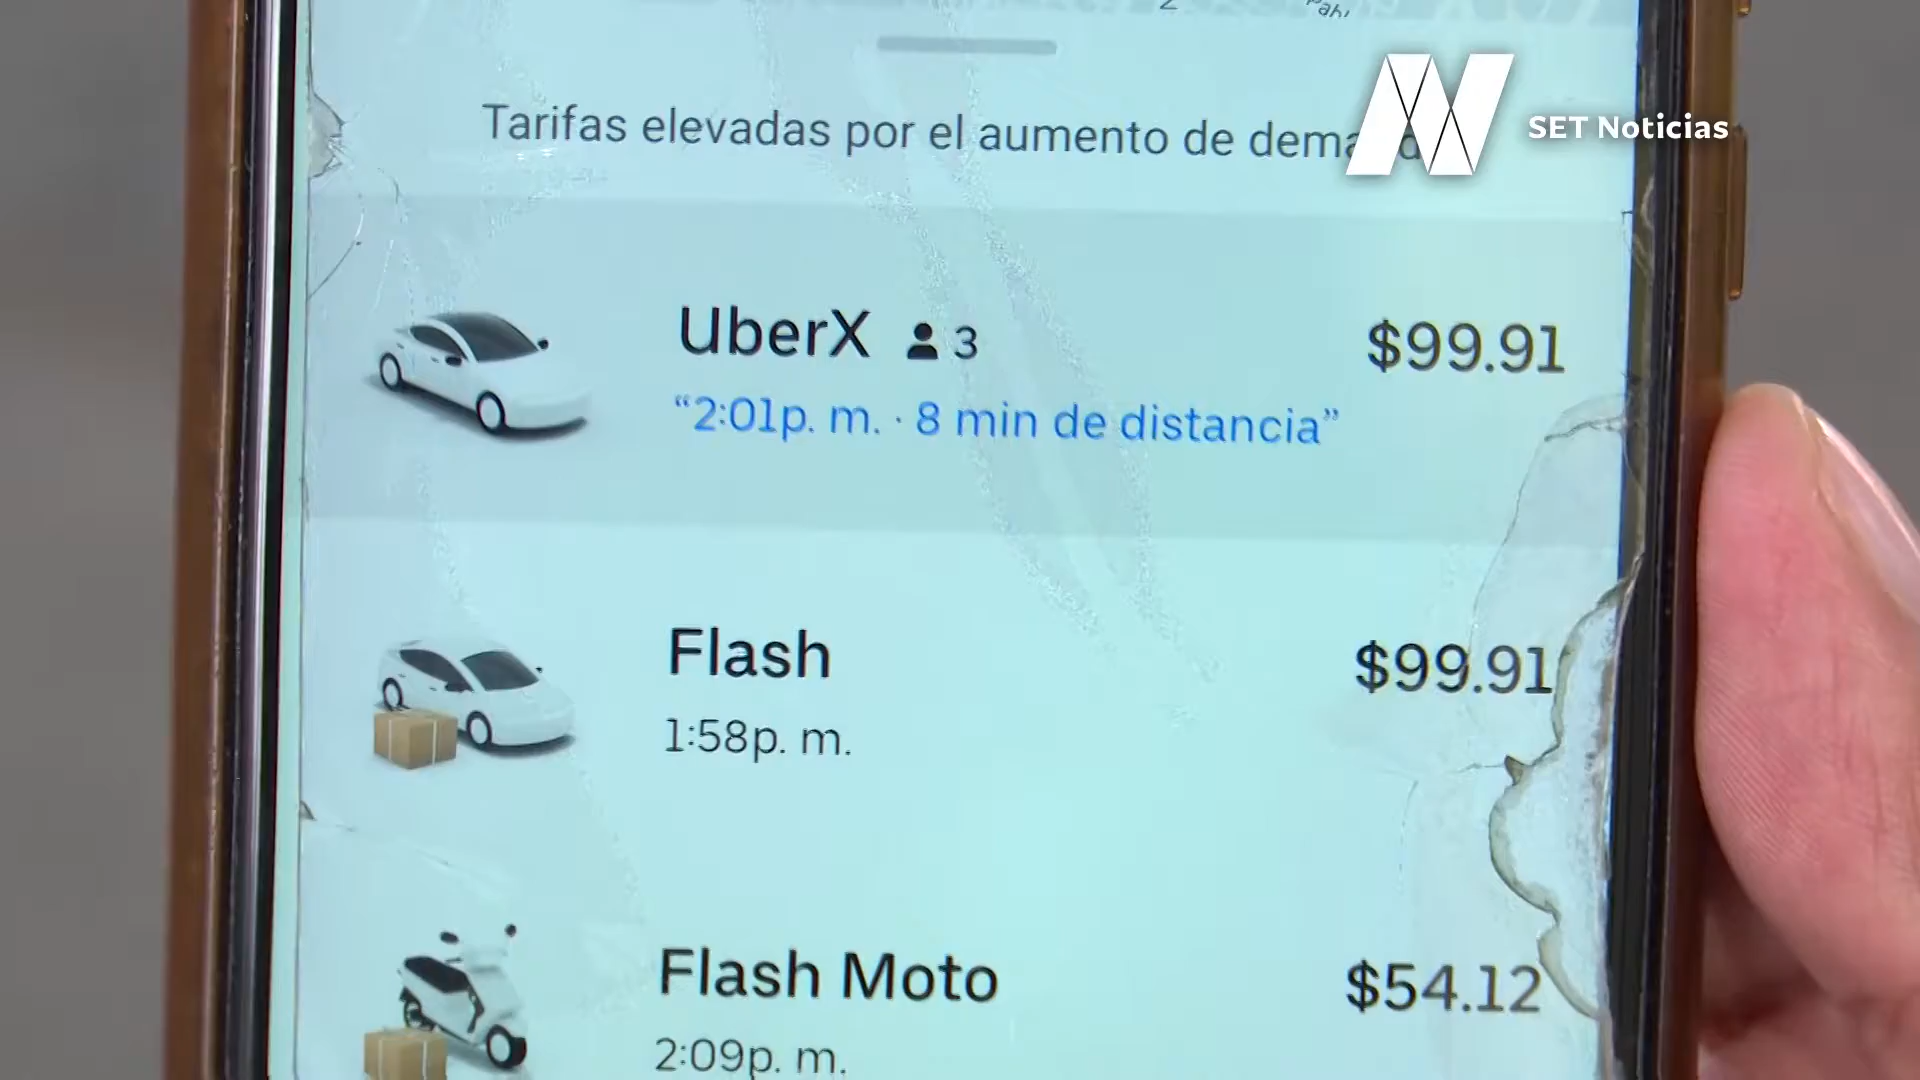 Tarifas elevadas por el aumento de
SET Noticias
UberX 3
$99.91
“2:01p. m. · 8 min de distancia”
Flash
$99.91
1:58p. m.
Flash Moto
$54.12
2:09p. m.